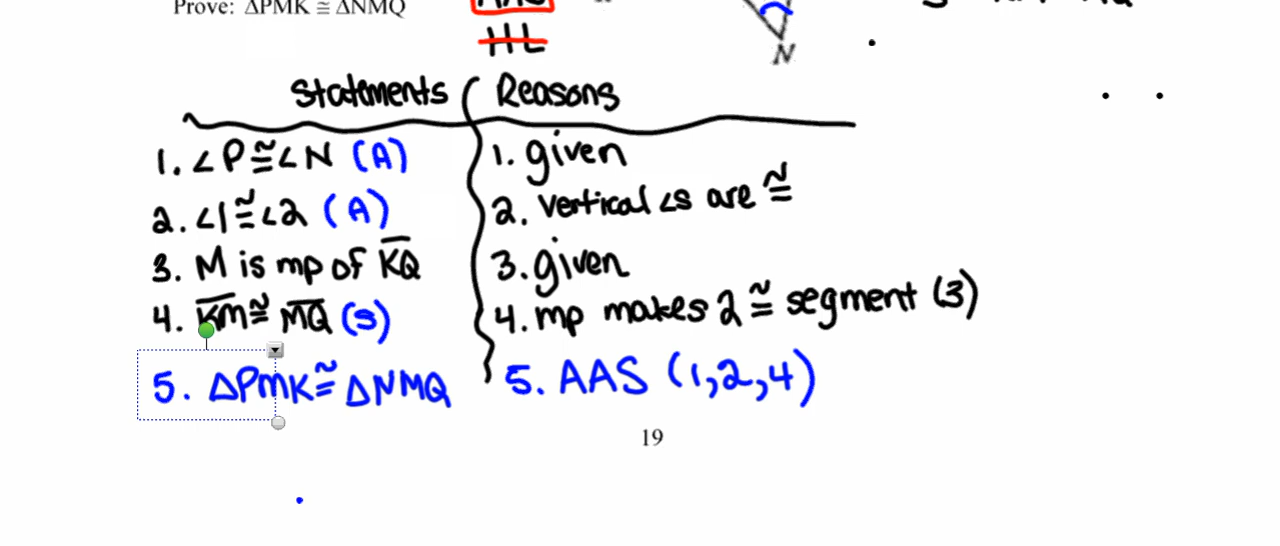 Prove: ΔPMK ≅ ΔNMQ
HL
N
Statements Reasons
1. ∠P≅∠N (A) 1. given
2. ∠1≅∠2 (A) 2. Vertical ∠s are ≅
3. M is mp of KQ 3. given
4. KM≅MQ (S) 4. mp makes 2 ≅ segment (3)
5. ΔPMK≅ΔNMQ 5. AAS (1,2,4)
19